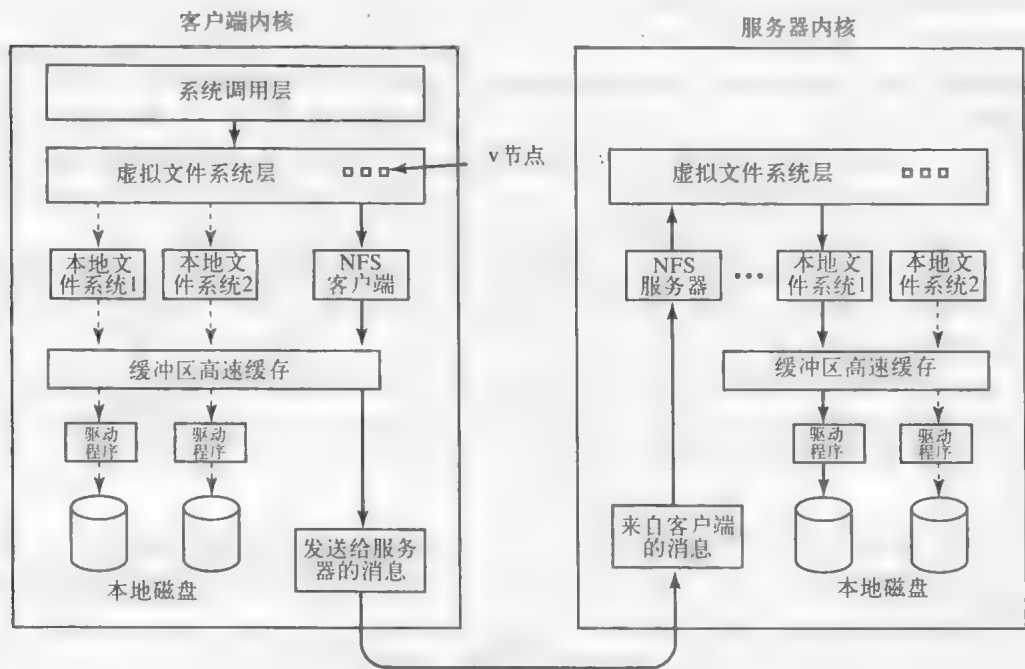 客户端内核
系统调用层
虚拟文件系统层
v 节点
本地文
件系统1
本地文
件系统2
NFS
客户端
缓冲区高速缓存
驱动
程序
驱动
程序
发送给服务
器的消息
本地磁盘
服务器内核
虚拟文件系统层
NFS
服务器
本地文
件系统1
本地文
件系统2
缓冲区高速缓存
驱动
程序
驱动
程序
来自客户端
的消息
本地磁盘